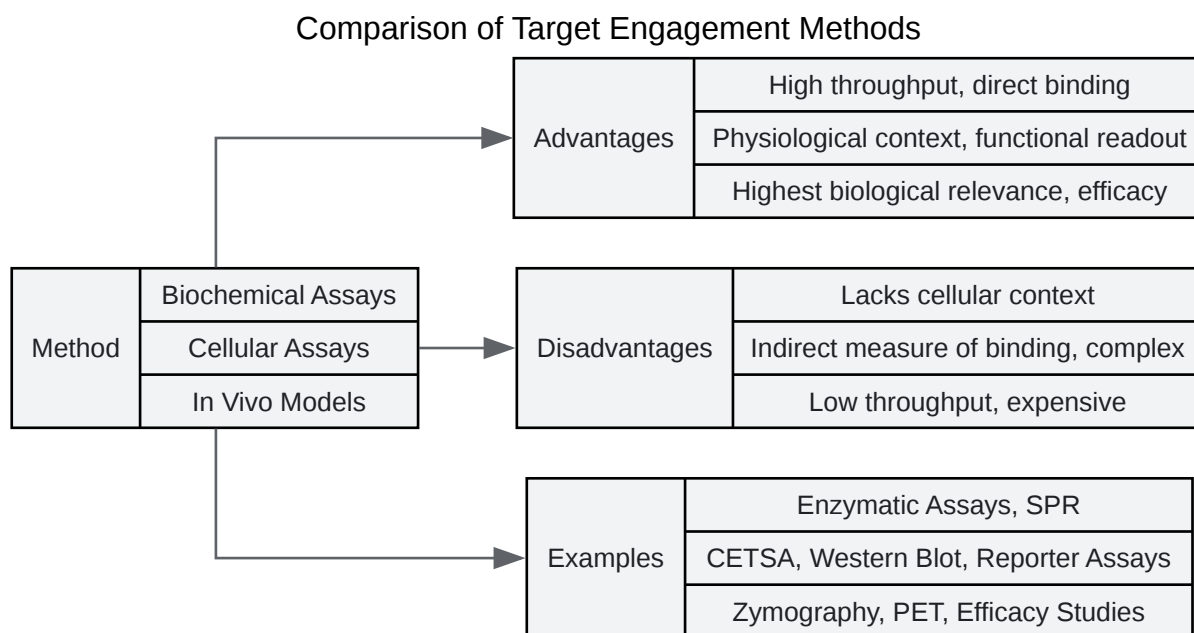 Comparison of Target Engagement Methods
Advantages
High throughput, direct binding
Physiological context, functional readout
Highest biological relevance, efficacy
Method
Biochemical Assays
Cellular Assays
In Vivo Models
Disadvantages
Lacks cellular context
Indirect measure of binding, complex
Low throughput, expensive
Examples
Enzymatic Assays, SPR
CETSA, Western Blot, Reporter Assays
Zymography, PET, Efficacy Studies